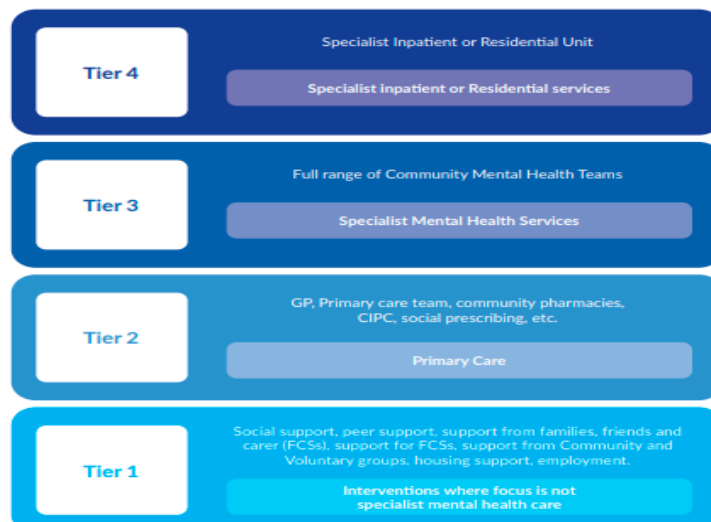 Tier 4
Specialist Inpatient or Residential Unit
Specialist inpatient or Residential services
Tier 3
Full range of Community Mental Health Teams
Specialist Mental Health Services
Tier 2
GP, Primary care team, community pharmacies,
CIPC, social prescribing, etc.
Primary Care
Tier 1
Social support, peer support. support from families, friends and
carer (FCSs), support for FCSs, support from Community and
Voluntary groups, housing support, employment.
Interventions where focus is not
specialist mental health care